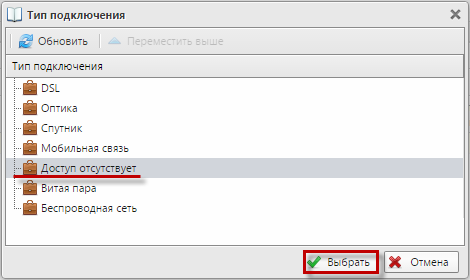 Тип подключения
Обновить Переместить выше
Тип подключения
DSL
Оптика
Спутник
Мобильная связь
Доступ отсутствует
Витая пара
Беспроводная сеть
Выбрать Отмена